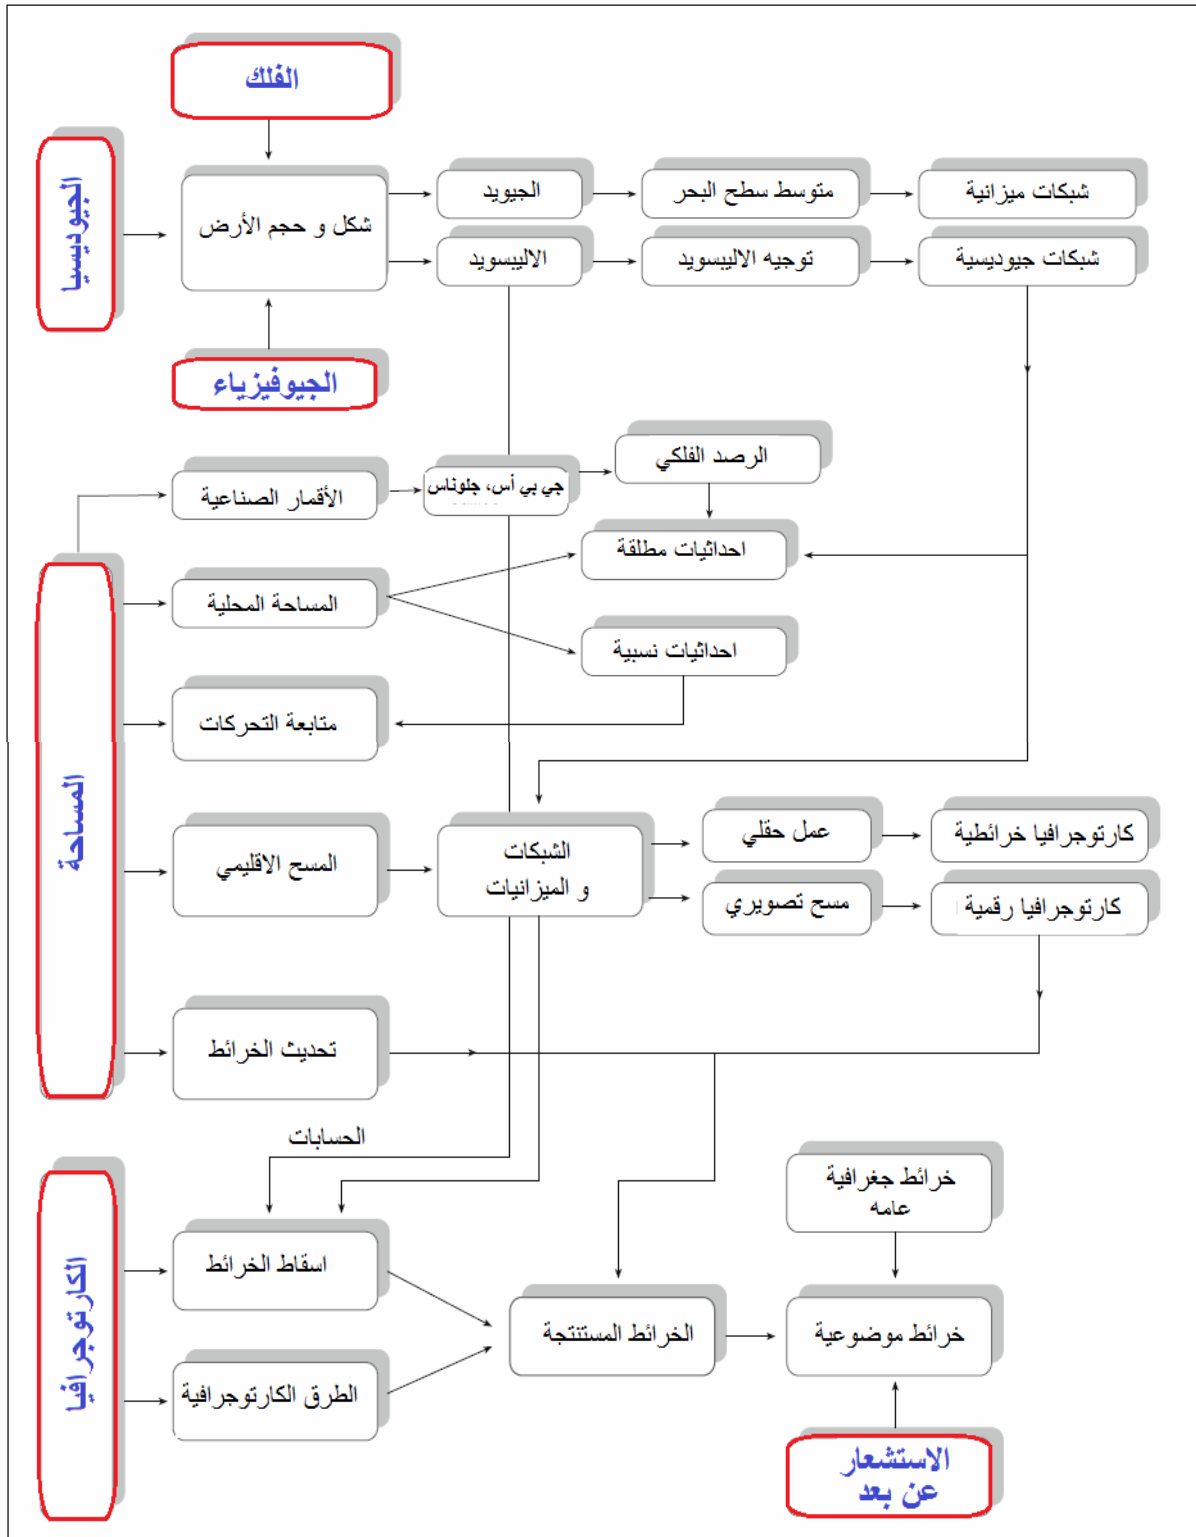 الفلك
الجيوديسيا
شكل و حجم الأرض
الجيويد
متوسط سطح البحر
شبكات ميزانية
الاليبسويد
توجيه الاليبسويد
شبكات جيوديسية
الجيوفيزياء
الرصد الفلكي
الأقمار الصناعية
جي بي أس، جلوناس
احداثيات مطلقة
المساحة
المساحة المحلية
احداثيات نسبية
متابعة التحركات
المسح الاقليمي
الشبكات
و الميزانيات
عمل حقلي
كارتوجرافيا خرائطية
مسح تصويري
كارتوجرافيا رقمية
تحديث الخرائط
الحسابات
الكارتوجرافيا
خرائط جغرافية
عامه
اسقاط الخرائط
الخرائط المستنتجة
خرائط موضوعية
الطرق الكارتوجرافية
الاستشعار
عن بعد